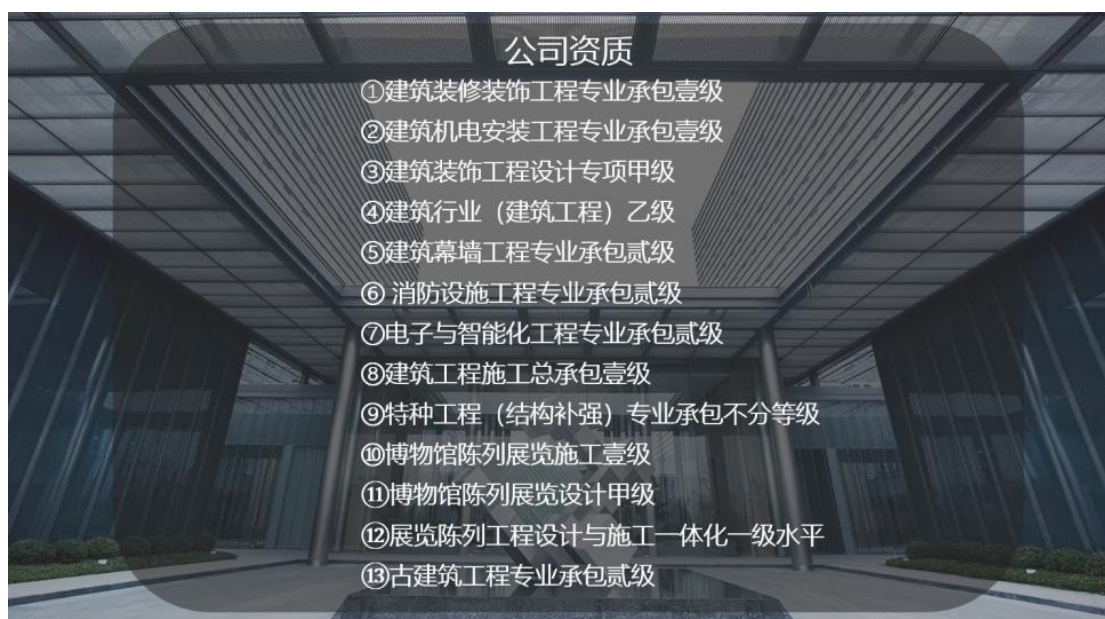 公司资质
①建筑装修装饰工程专业承包壹级
②建筑机电安装工程专业承包壹级
③建筑装饰工程设计专项甲级
④建筑行业（建筑工程）乙级
⑤建筑幕墙工程专业承包贰级
⑥ 消防设施工程专业承包贰级
⑦电子与智能化工程专业承包贰级
⑧建筑工程施工总承包壹级
⑨特种工程（结构补强）专业承包不分等级
⑩博物馆陈列展览施工壹级
⑪博物馆陈列展览设计甲级
⑫展览陈列工程设计与施工一体化一级水平
⑬古建筑工程专业承包贰级